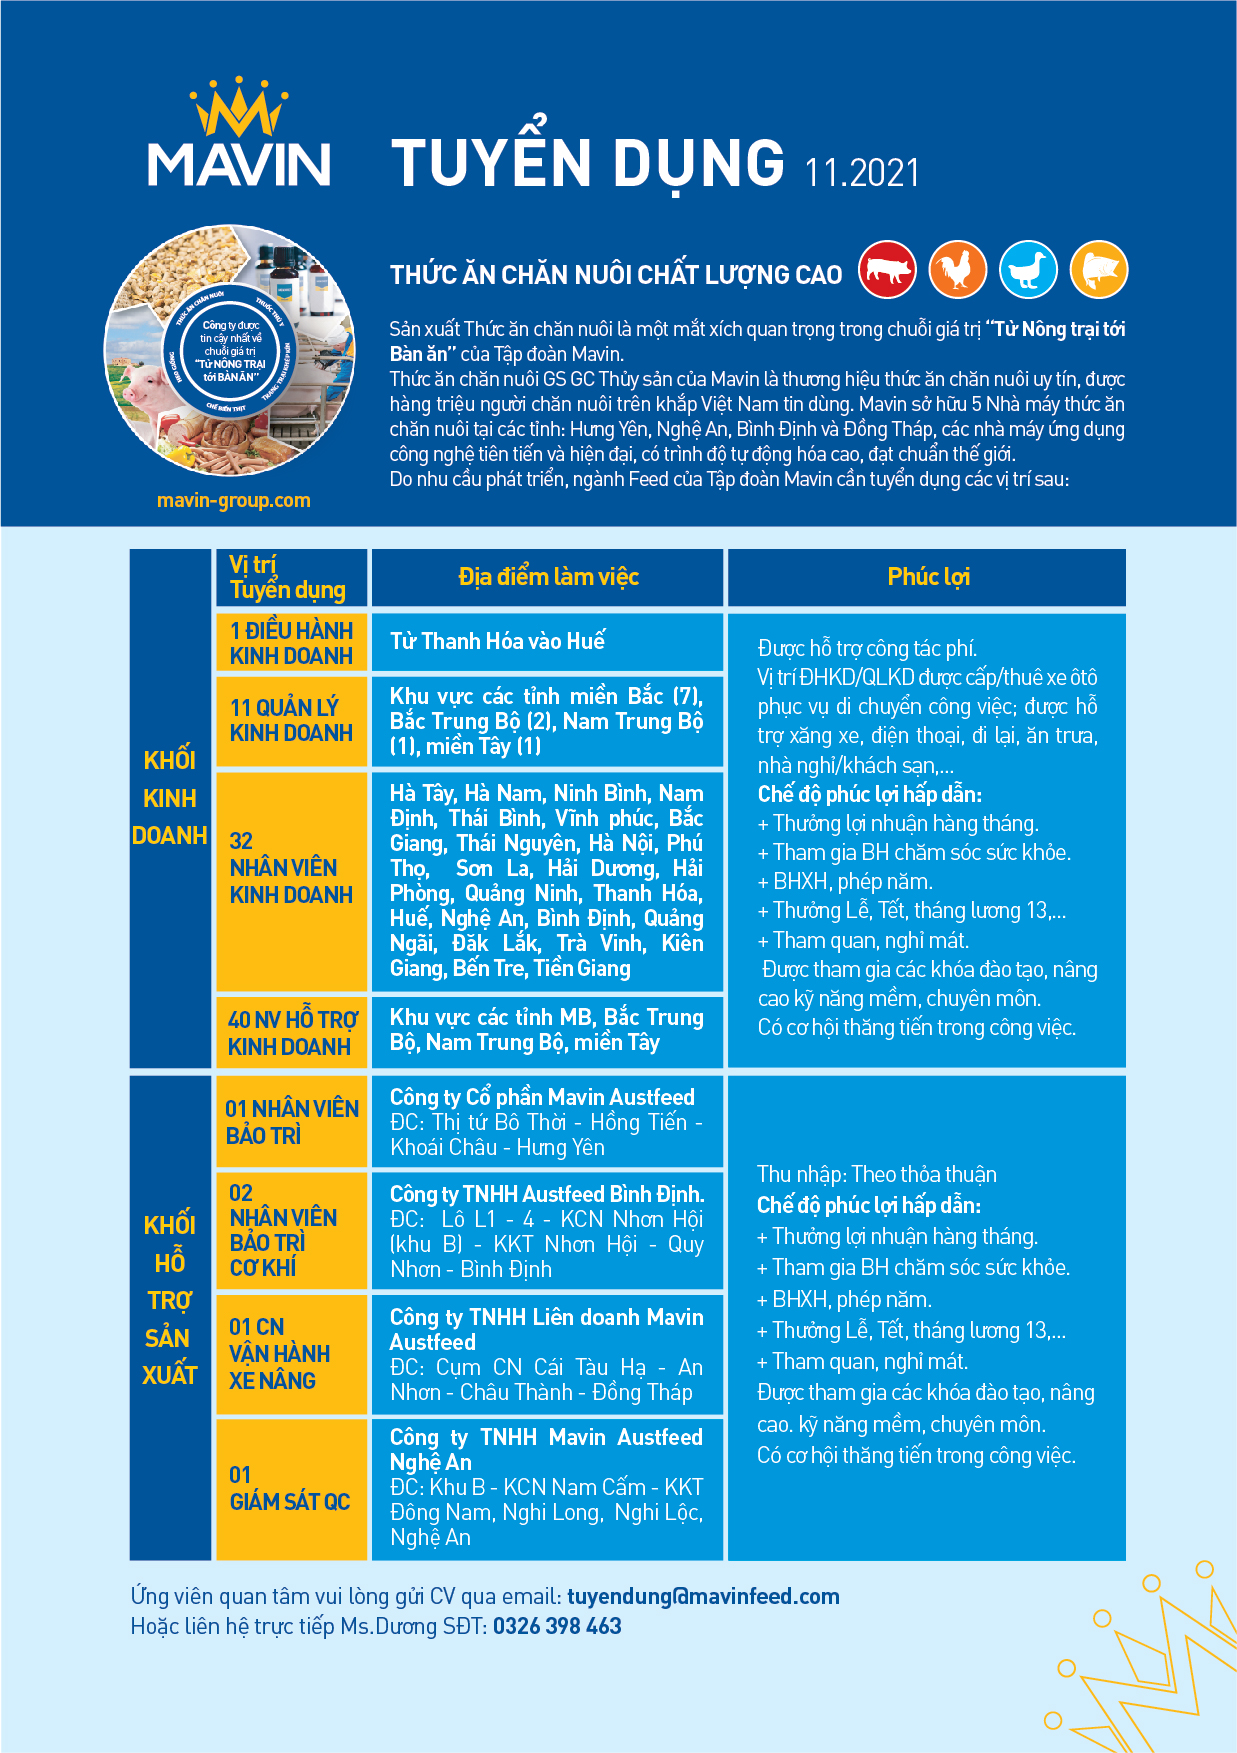 MAVIN
TUYỂN DỤNG 11.2021
THỨC ĂN CHĂN NUÔI
THUỐC THÚ Y
TRANG TRẠI KHÉP KÍN
CHẾ BIẾN THỊT
HEO GIỐNG
Công ty được
tin cậy nhất về
chuỗi giá trị
“Từ NÔNG TRẠI
tới BÀN ĂN”
mavin-group.com
THỨC ĂN CHĂN NUÔI CHẤT LƯỢNG CAO
Sản xuất Thức ăn chăn nuôi là một mắt xích quan trọng trong chuỗi giá trị “Từ Nông trại tới
Bàn ăn” của Tập đoàn Mavin.
Thức ăn chăn nuôi GS GC Thủy sản của Mavin là thương hiệu thức ăn chăn nuôi uy tín, được
hàng triệu người chăn nuôi trên khắp Việt Nam tin dùng. Mavin sở hữu 5 Nhà máy thức ăn
chăn nuôi tại các tỉnh: Hưng Yên, Nghệ An, Bình Định và Đồng Tháp, các nhà máy ứng dụng
công nghệ tiên tiến và hiện đại, có trình độ tự động hóa cao, đạt chuẩn thế giới.
Do nhu cầu phát triển, ngành Feed của Tập đoàn Mavin cần tuyển dụng các vị trí sau:
Vị trí
Tuyển dụng
Địa điểm làm việc
Phúc lợi
KHỐI
KINH
DOANH
1 ĐIỀU HÀNH
KINH DOANH
Từ Thanh Hóa vào Huế
11 QUẢN LÝ
KINH DOANH
Khu vực các tỉnh miền Bắc (7),
Bắc Trung Bộ (2), Nam Trung Bộ
(1), miền Tây (1)
32
NHÂN VIÊN
KINH DOANH
Hà Tây, Hà Nam, Ninh Bình, Nam
Định, Thái Bình, Vĩnh phúc, Bắc
Giang, Thái Nguyên, Hà Nội, Phú
Thọ, Sơn La, Hải Dương, Hải
Phòng, Quảng Ninh, Thanh Hóa,
Huế, Nghệ An, Bình Định, Quảng
Ngãi, Đăk Lắk, Trà Vinh, Kiên
Giang, Bến Tre, Tiền Giang
40 NV HỖ TRỢ
KINH DOANH
Khu vực các tỉnh MB, Bắc Trung
Bộ, Nam Trung Bộ, miền Tây
Được hỗ trợ công tác phí.
Vị trí ĐHKD/QLKD được cấp/thuê xe ôtô
phục vụ di chuyển công việc; được hỗ
trợ xăng xe, điện thoại, đi lại, ăn trưa,
nhà nghỉ/khách sạn,...
Chế độ phúc lợi hấp dẫn:
+ Thưởng lợi nhuận hàng tháng.
+ Tham gia BH chăm sóc sức khỏe.
+ BHXH, phép năm.
+ Thưởng Lễ, Tết, tháng lương 13,...
+ Tham quan, nghỉ mát.
Được tham gia các khóa đào tạo, nâng
cao kỹ năng mềm, chuyên môn.
Có cơ hội thăng tiến trong công việc.
KHỐI
HỖ
TRỢ
SẢN
XUẤT
01 NHÂN VIÊN
BẢO TRÌ
Công ty Cổ phần Mavin Austfeed
ĐC: Thị tứ Bô Thời - Hồng Tiến -
Khoái Châu - Hưng Yên
02
NHÂN VIÊN
BẢO TRÌ
CƠ KHÍ
Công ty TNHH Austfeed Bình Định.
ĐC: Lô L1 - 4 - KCN Nhơn Hội
(khu B) - KKT Nhơn Hội - Quy
Nhơn - Bình Định
01 CN
VẬN HÀNH
XE NÂNG
Công ty TNHH Liên doanh Mavin
Austfeed
ĐC: Cụm CN Cái Tàu Hạ - An
Nhơn - Châu Thành - Đồng Tháp
01
GIÁM SÁT QC
Công ty TNHH Mavin Austfeed
Nghệ An
ĐC: Khu B - KCN Nam Cấm - KKT
Đông Nam, Nghi Long, Nghi Lộc,
Nghệ An
Thu nhập: Theo thỏa thuận
Chế độ phúc lợi hấp dẫn:
+ Thưởng lợi nhuận hàng tháng.
+ Tham gia BH chăm sóc sức khỏe.
+ BHXH, phép năm.
+ Thưởng Lễ, Tết, tháng lương 13,...
+ Tham quan, nghỉ mát.
Được tham gia các khóa đào tạo, nâng
cao. kỹ năng mềm, chuyên môn.
Có cơ hội thăng tiến trong công việc.
Ứng viên quan tâm vui lòng gửi CV qua email: tuyendung@mavinfeed.com
Hoặc liên hệ trực tiếp Ms.Dương SĐT: 0326 398 463